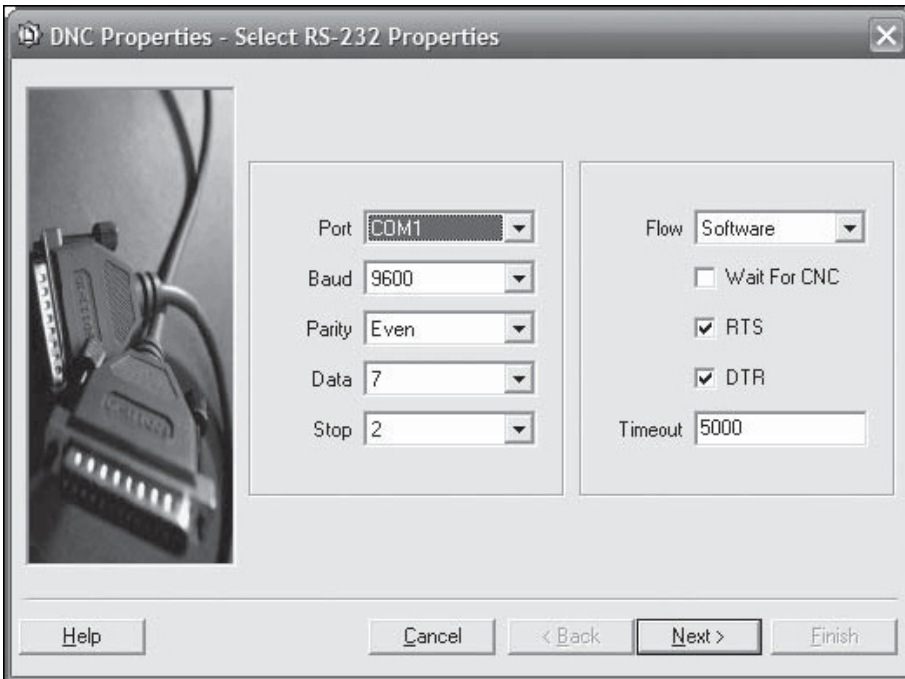 DNC Properties - Select RS-232 Properties
Port COM1
Baud 9600
Parity Even
Data 7
Stop 2
Flow Software
Wait For CNC
RTS
DTR
Timeout 5000
Help
Cancel
< Back
Next >
Finish